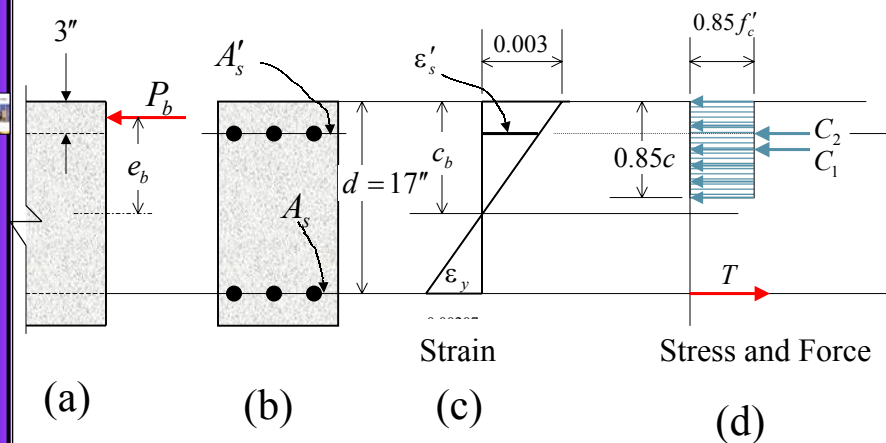 3″
P_b
e_b
(a)
A′_s
A_s
d = 17″
(b)
0.003
ε′_s
c_b
ε_y
Strain
(c)
0.85f′_c
0.85c
C_2
C_1
T
Stress and Force
(d)